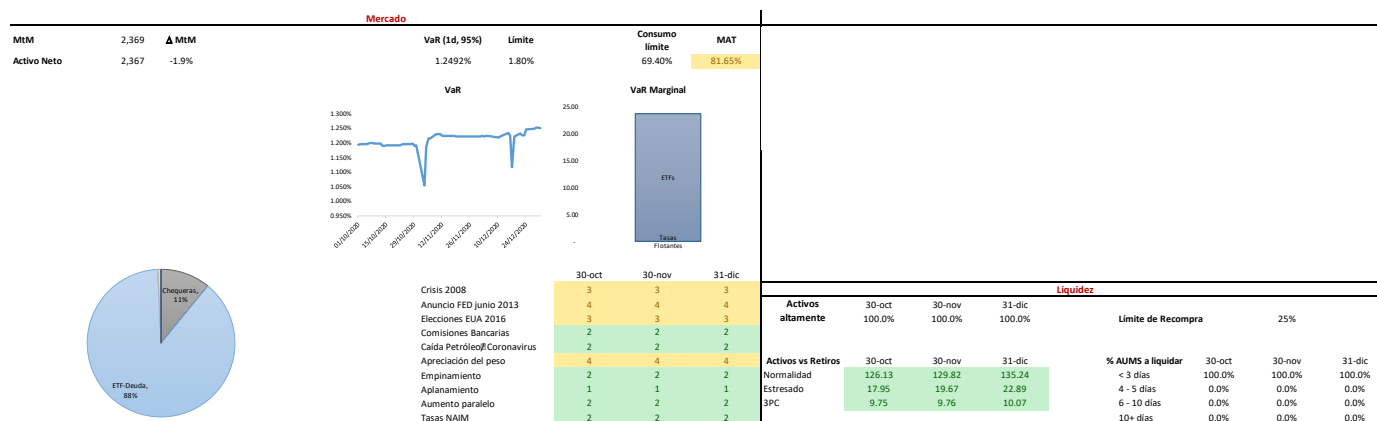 Mercado
MtM 2,369 Δ MtM VaR (1d, 95%) Límite Consumo límite MAT
Activo Neto 2,367 -1.9% 1.2492% 1.80% 69.40% 81.65%
VaR
1.300%
1.250%
1.200%
1.150%
1.100%
1.050%
1.000%
0.950%
01/10/2020 15/10/2020 29/10/2020 12/11/2020 26/11/2020 10/12/2020 24/12/2020
VaR Marginal
25.00
20.00
15.00
10.00
5.00
-
ETFs
Tasas
Flotantes
Chequeras,
11%
ETF-Deuda,
88%
30-oct 30-nov 31-dic
Crisis 2008 3 3 3
Anuncio FED junio 2013 4 4 4
Elecciones EUA 2016 3 3 3
Comisiones Bancarias 2 2 2
Caída Petróleo/ Coronavirus 2 2 2
Apreciación del peso 4 4 4
Empinamiento 2 2 2
Aplanamiento 1 1 1
Aumento paralelo 2 2 2
Tasas NAIM 2 2 2
Liquidez
Activos 30-oct 30-nov 31-dic
altamente 100.0% 100.0% 100.0% Límite de Recompra 25%
Activos vs Retiros 30-oct 30-nov 31-dic % AUMS a liquidar 30-oct 30-nov 31-dic
Normalidad 126.13 129.82 135.24 < 3 días 100.0% 100.0% 100.0%
Estresado 17.95 19.67 22.89 4 - 5 días 0.0% 0.0% 0.0%
3PC 9.75 9.76 10.07 6 - 10 días 0.0% 0.0% 0.0%
10+ días 0.0% 0.0% 0.0%